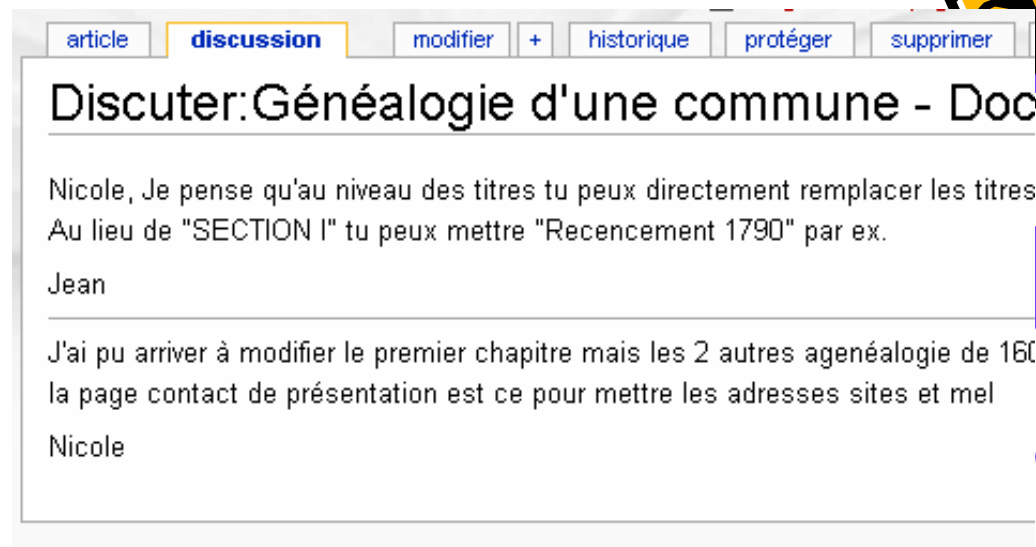 article discussion modifier + historique protéger supprimer
Discuter:Généalogie d'une commune - Doc
Nicole, Je pense qu'au niveau des titres tu peux directement remplacer les titres
Au lieu de "SECTION I" tu peux mettre "Recencement 1790" par ex.
Jean
J'ai pu arriver à modifier le premier chapitre mais les 2 autres agenéalogie de 160
la page contact de présentation est ce pour mettre les adresses sites et mel
Nicole